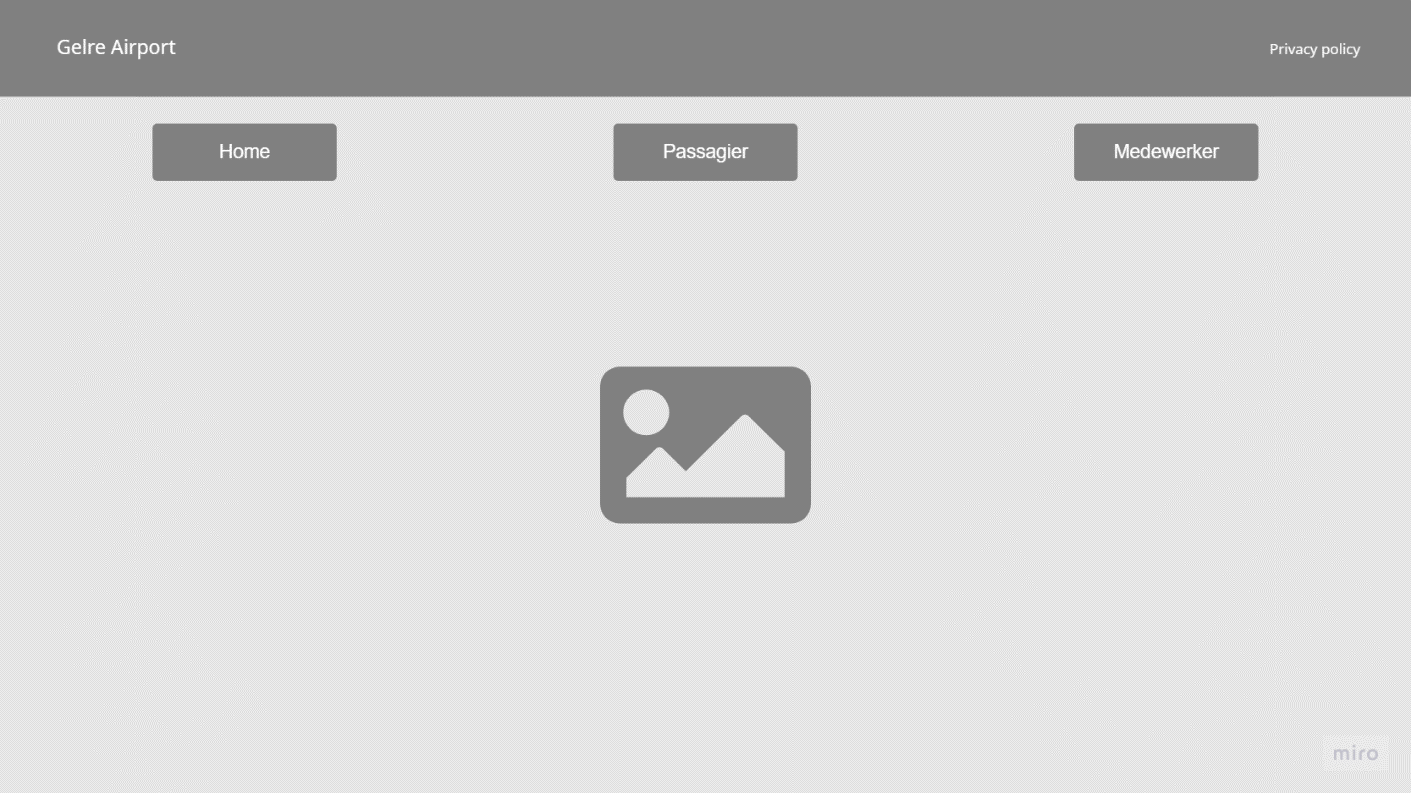 Gelre Airport
Privacy policy
Home
Passagier
Medewerker
miro